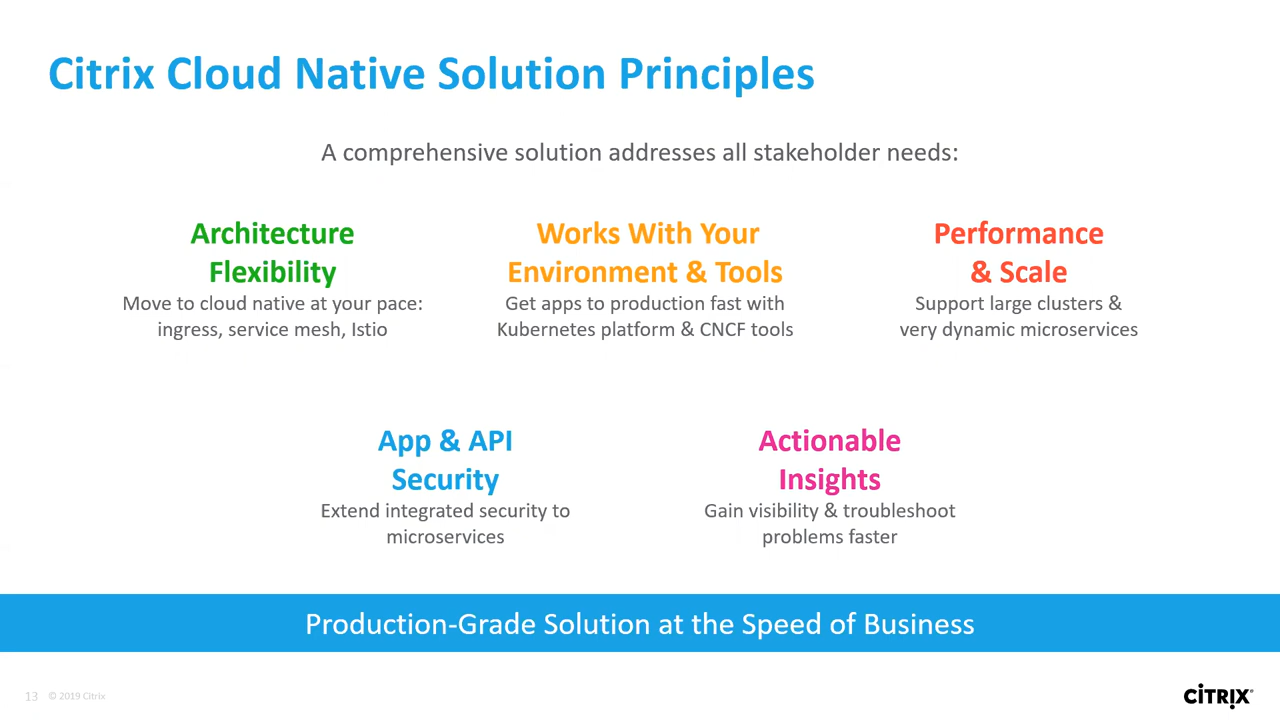 Citrix Cloud Native Solution Principles
A comprehensive solution addresses all stakeholder needs:
Architecture
Flexibility
Move to cloud native at your pace:
ingress, service mesh, Istio
Works With Your
Environment & Tools
Get apps to production fast with
Kubernetes platform & CNCF tools
Performance
& Scale
Support large clusters &
very dynamic microservices
App & API
Security
Extend integrated security to
microservices
Actionable
Insights
Gain visibility & troubleshoot
problems faster
Production-Grade Solution at the Speed of Business
13 © 2019 Citrix
CITRIX®